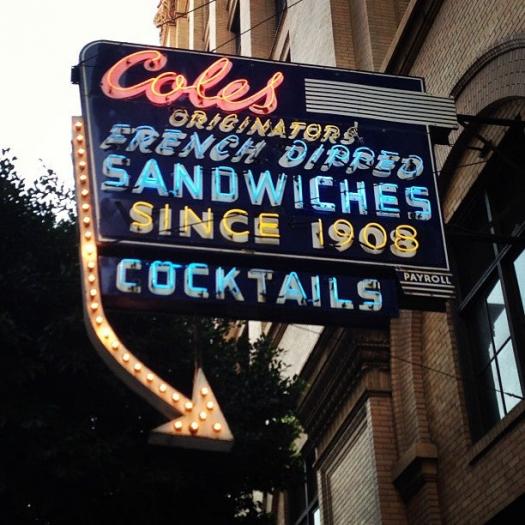 Coles
ORIGINATORS
FRENCH DIPPED
SANDWICHES
SINCE 1908
COCKTAILS
PAYROLL